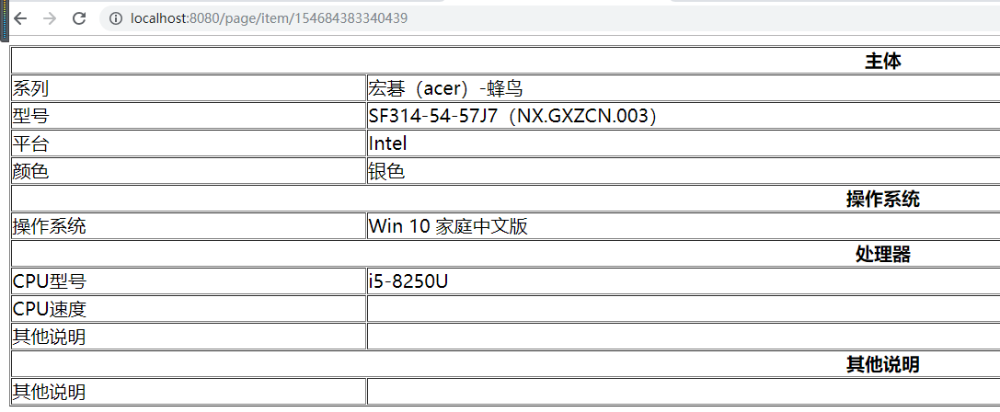 localhost:8080/page/item/154684383340439
主体
系列 宏碁（acer）-蜂鸟
型号 SF314-54-57J7（NX.GXZCN.003）
平台 Intel
颜色 银色
操作系统
操作系统 Win 10 家庭中文版
处理器
CPU型号 i5-8250U
CPU速度
其他说明
其他说明
其他说明